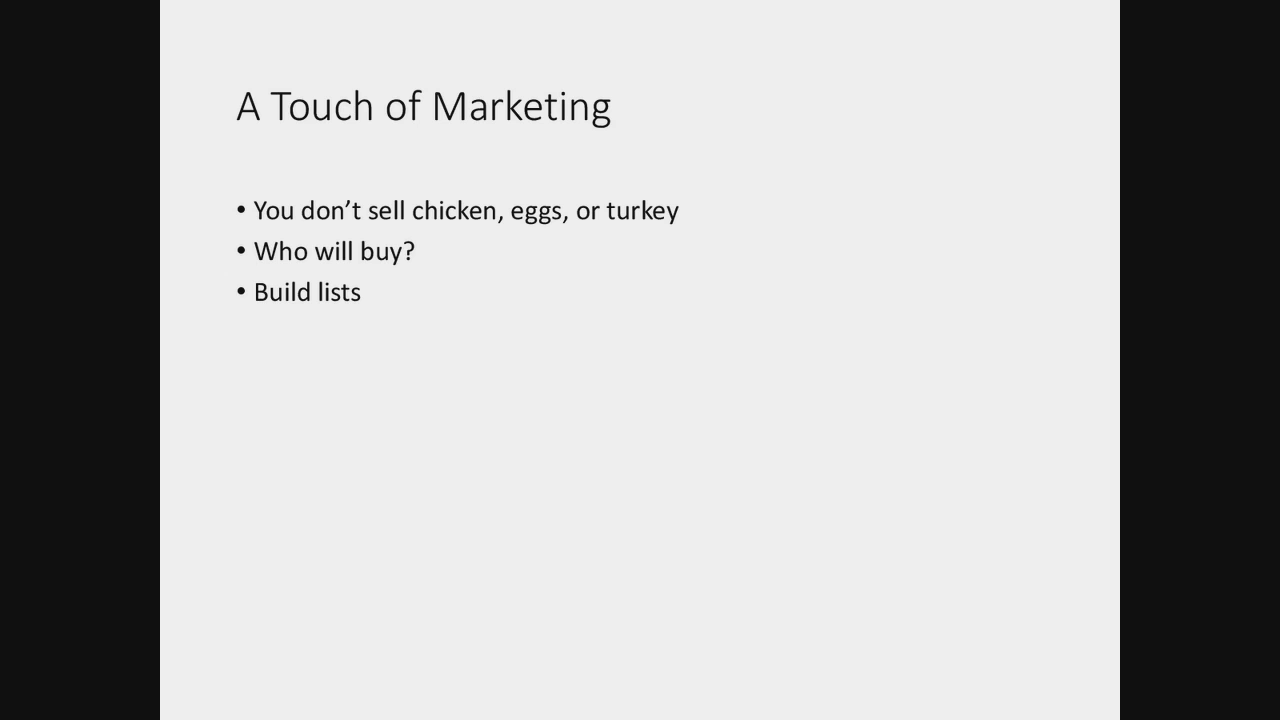 A Touch of Marketing
• You don’t sell chicken, eggs, or turkey
• Who will buy?
• Build lists